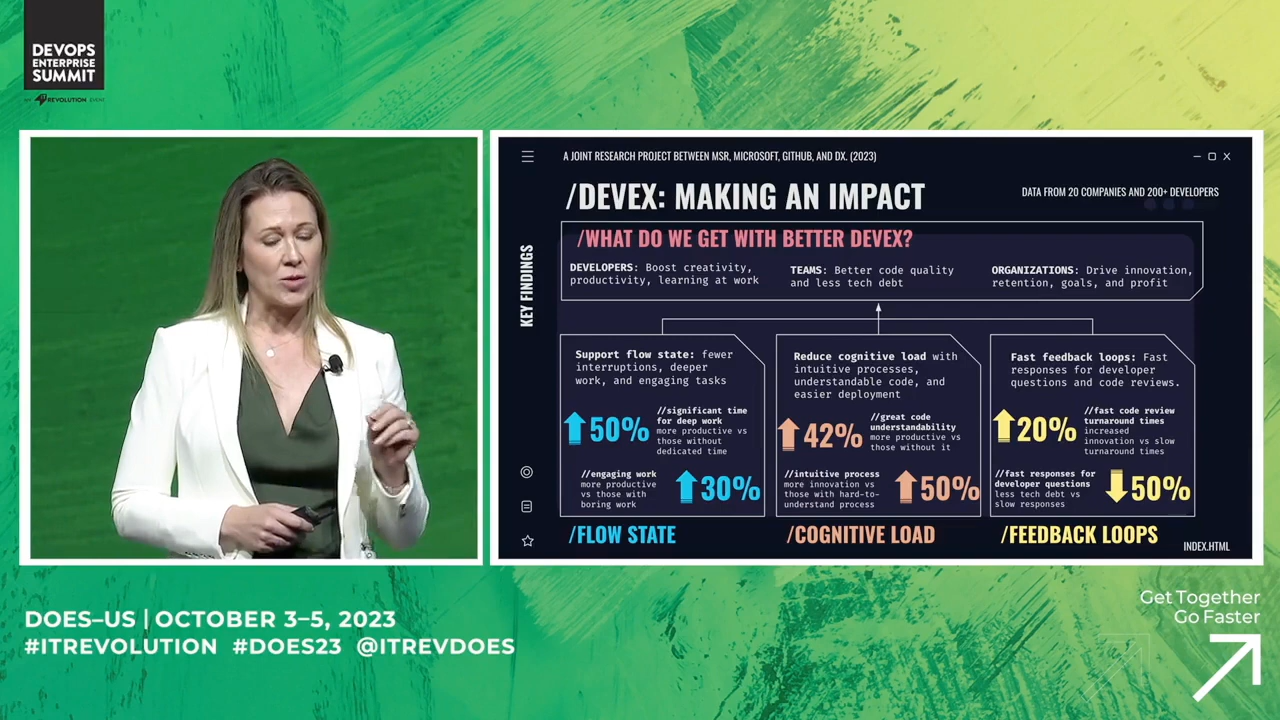 DEVOPS
ENTERPRISE
SUMMIT
AN IT REVOLUTION EVENT
A JOINT RESEARCH PROJECT BETWEEN MSR, MICROSOFT, GITHUB, AND DX. (2023)
/DEVEX: MAKING AN IMPACT
DATA FROM 20 COMPANIES AND 200+ DEVELOPERS
KEY FINDINGS
/WHAT DO WE GET WITH BETTER DEVEX?
DEVELOPERS: Boost creativity,
productivity, learning at work
TEAMS: Better code quality
and less tech debt
ORGANIZATIONS: Drive innovation,
retention, goals, and profit
Support flow state: fewer
interruptions, deeper
work, and engaging tasks
50%
//significant time
for deep work
more productive vs
those without
dedicated time
//engaging work
more productive
vs those with
boring work
30%
/FLOW STATE
Reduce cognitive load with
intuitive processes,
understandable code, and
easier deployment
42%
//great code
understandability
more productive vs
those without it
//intuitive process
more innovation vs
those with hard-to-
understand process
50%
/COGNITIVE LOAD
Fast feedback loops: Fast
responses for developer
questions and code reviews.
20%
//fast code review
turnaround times
increased
innovation vs slow
turnaround times
//fast responses for
developer questions
less tech debt vs
slow responses
50%
/FEEDBACK LOOPS
INDEX.HTML
DOES–US | OCTOBER 3–5, 2023
#ITREVOLUTION #DOES23 @ITREVDOES
Get Together
Go Faster